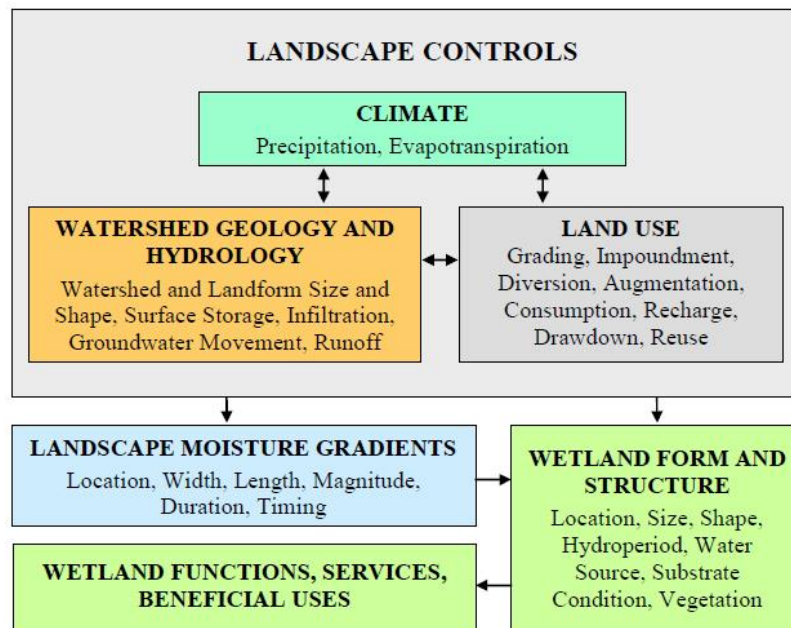 LANDSCAPE CONTROLS
CLIMATE
Precipitation, Evapotranspiration
WATERSHED GEOLOGY AND
HYDROLOGY
Watershed and Landform Size and
Shape, Surface Storage, Infiltration,
Groundwater Movement, Runoff
LAND USE
Grading, Impoundment,
Diversion, Augmentation,
Consumption, Recharge,
Drawdown, Reuse
LANDSCAPE MOISTURE GRADIENTS
Location, Width, Length, Magnitude,
Duration, Timing
WETLAND FORM AND
STRUCTURE
Location, Size, Shape,
Hydroperiod, Water
Source, Substrate
Condition, Vegetation
WETLAND FUNCTIONS, SERVICES,
BENEFICIAL USES